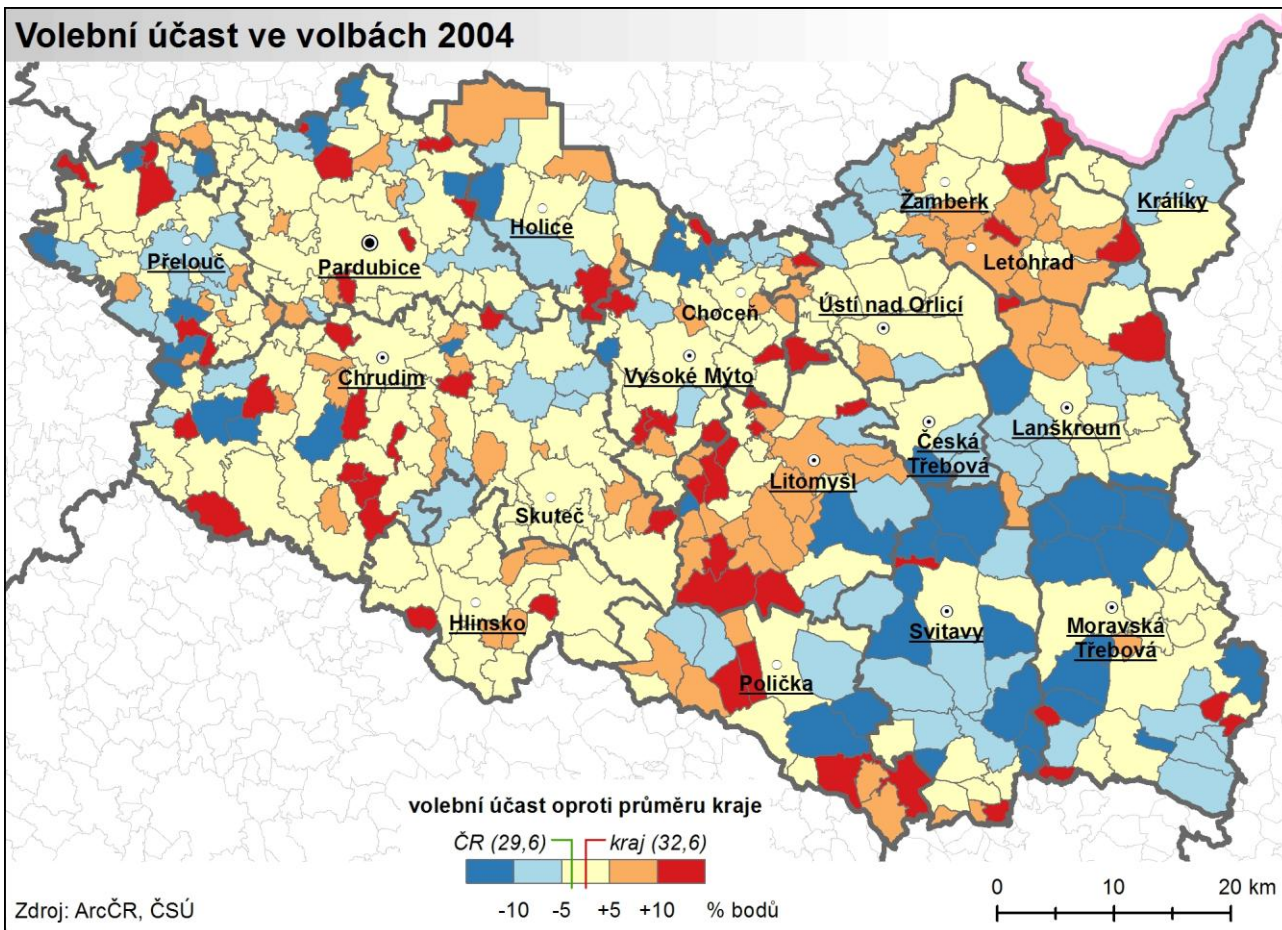 Volební účast ve volbách 2004
Žamberk
Králíky
Holice
Přelouč
Pardubice
Letohrad
Choceň
Ústí nad Orlicí
Chrudim
Vysoké Mýto
Lanškroun
Česká
Třebová
Litomyšl
Skuteč
Hlinsko
Svitavy
Moravská
Třebová
Polička
volební účast oproti průměru kraje
ČR (29,6) kraj (32,6)
-10 -5 +5 +10 % bodů
Zdroj: ArcČR, ČSÚ
0 10 20 km